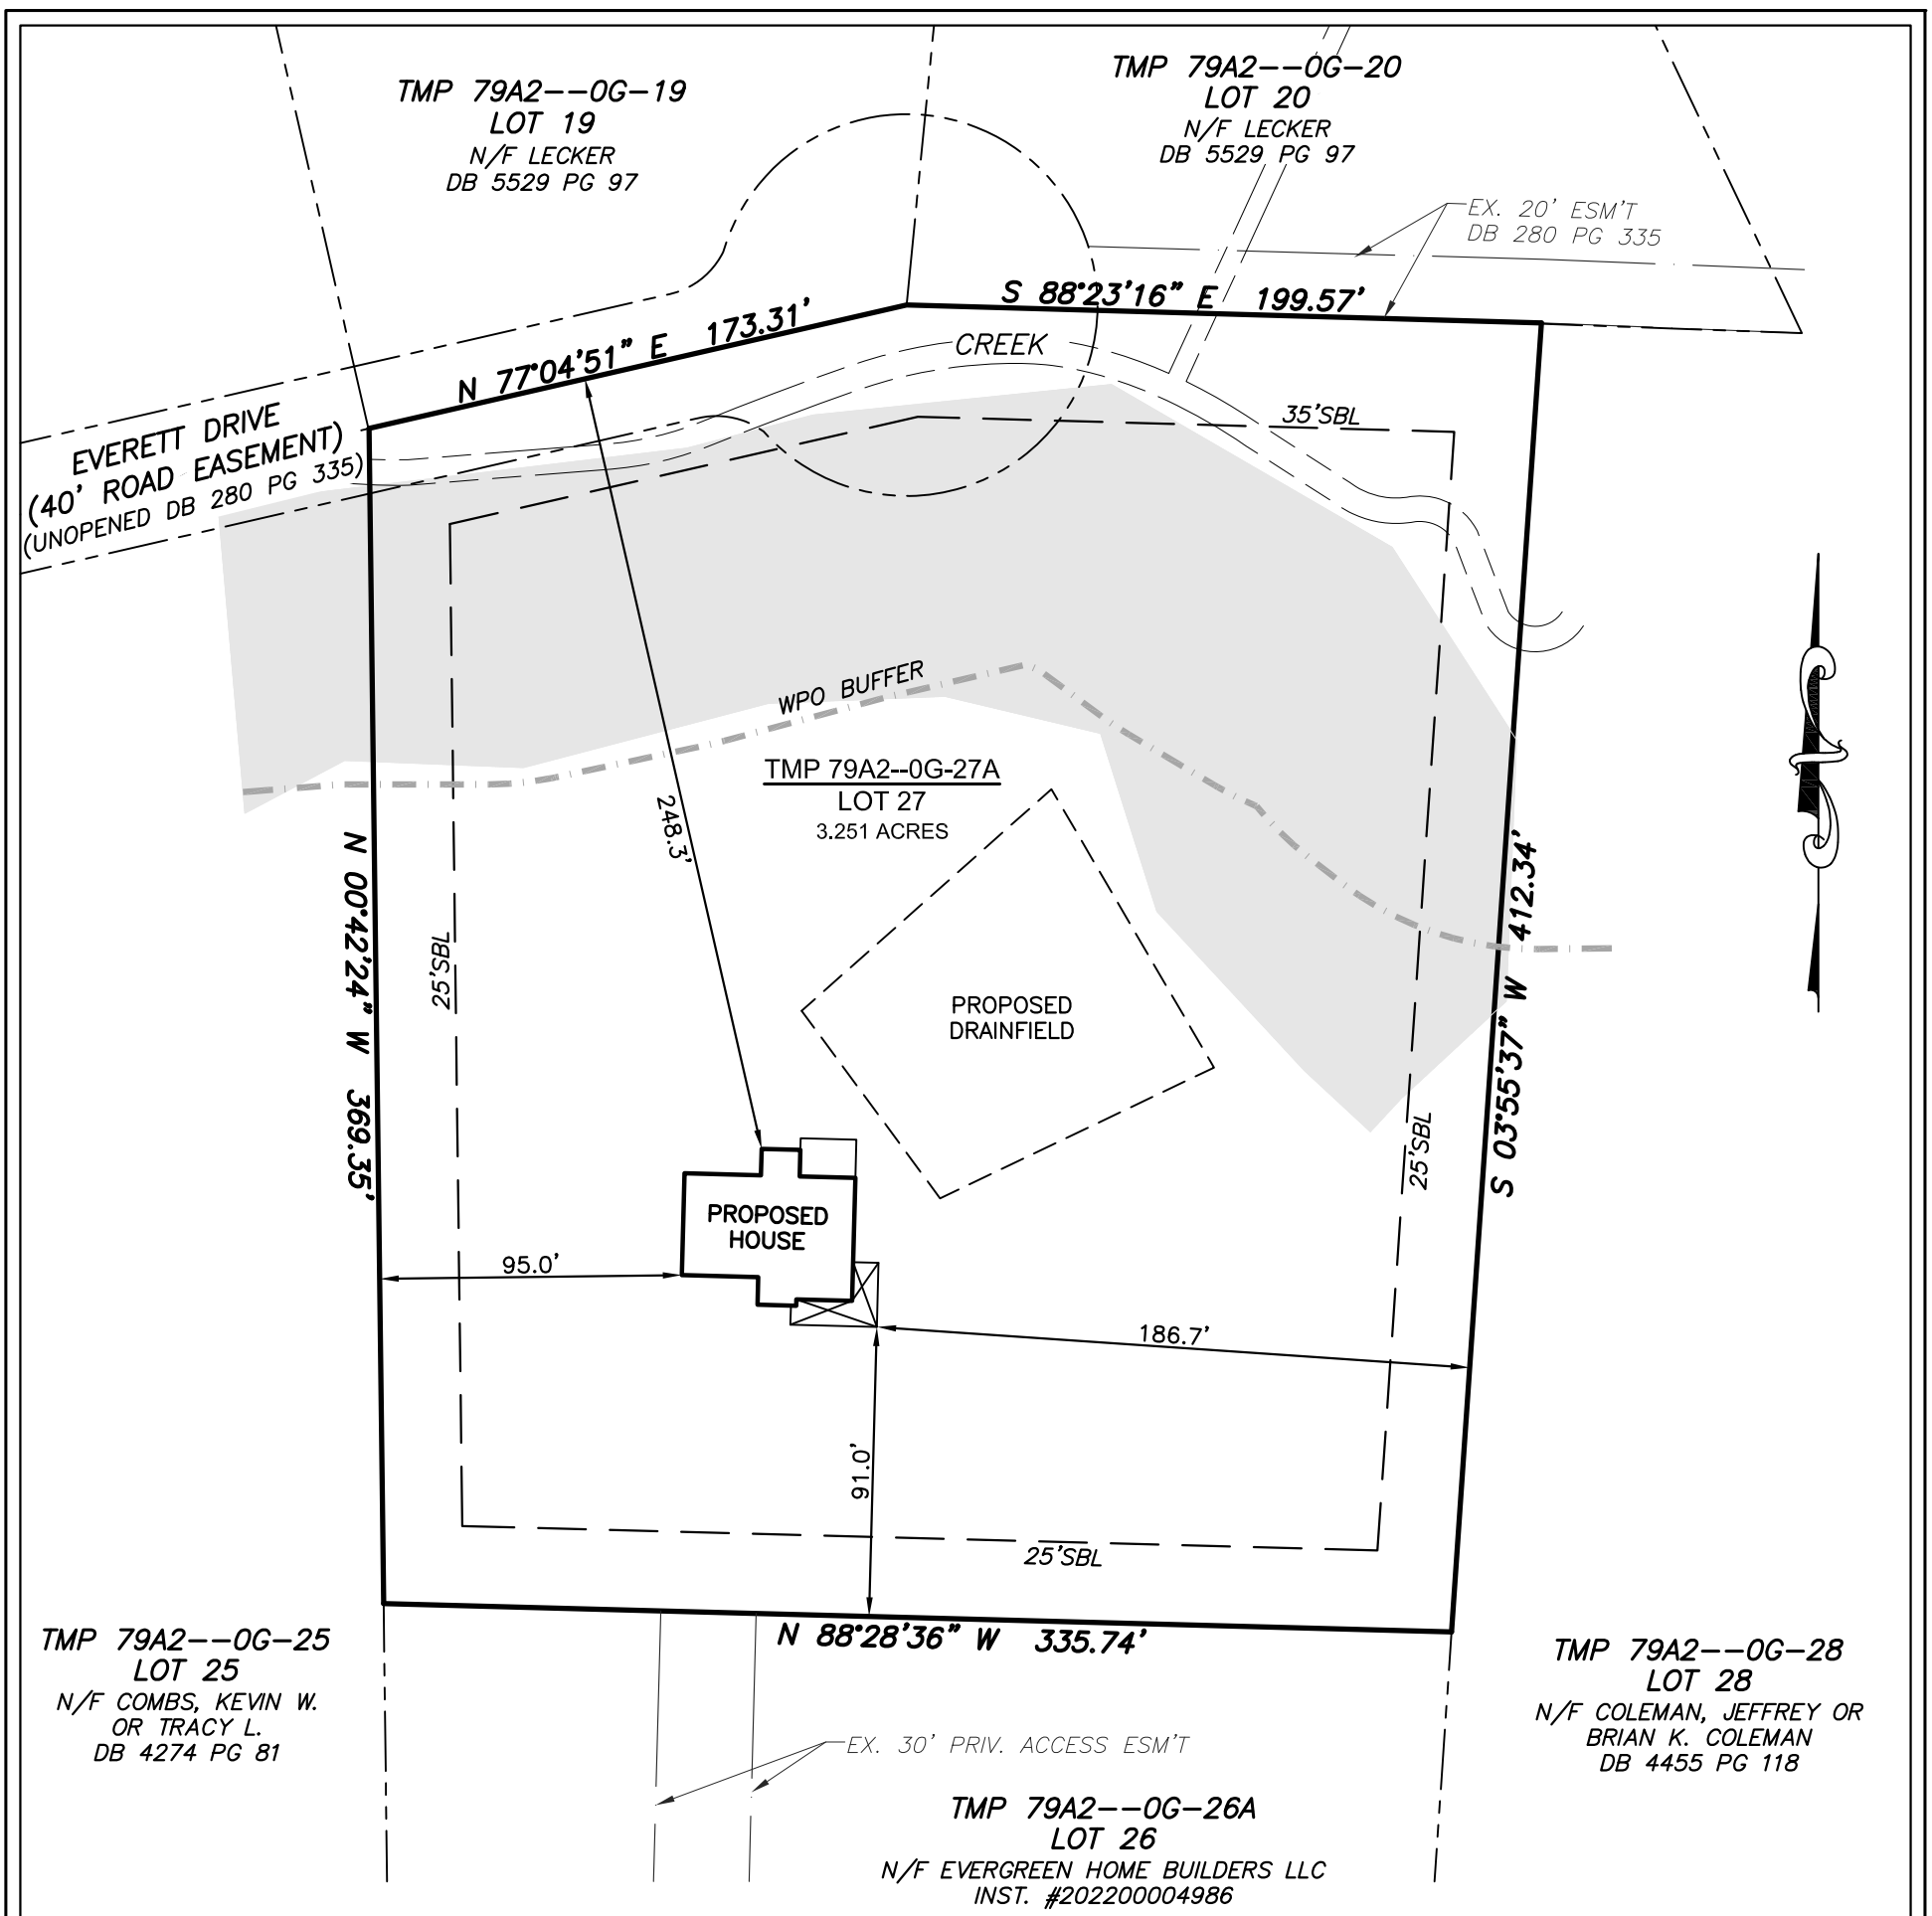 TMP 79A2--0G-19
LOT 19
N/F LECKER
DB 5529 PG 97
TMP 79A2--0G-20
LOT 20
N/F LECKER
DB 5529 PG 97
EX. 20' ESM'T
DB 280 PG 335
S 88°23'16" E 199.57'
N 77°04'51" E 173.31'
CREEK
35'SBL
EVERETT DRIVE
(40' ROAD EASEMENT)
(UNOPENED DB 280 PG 335)
WPO BUFFER
TMP 79A2--0G-27A
LOT 27
3.251 ACRES
248.3'
N 00°42'24" W 369.35'
25'SBL
S 03°55'37" W 412.34'
25'SBL
PROPOSED
DRAINFIELD
PROPOSED
HOUSE
95.0'
186.7'
91.0'
25'SBL
N 88°28'36" W 335.74'
TMP 79A2--0G-25
LOT 25
N/F COMBS, KEVIN W.
OR TRACY L.
DB 4274 PG 81
TMP 79A2--0G-28
LOT 28
N/F COLEMAN, JEFFREY OR
BRIAN K. COLEMAN
DB 4455 PG 118
EX. 30' PRIV. ACCESS ESM'T
TMP 79A2--0G-26A
LOT 26
N/F EVERGREEN HOME BUILDERS LLC
INST. #202200004986